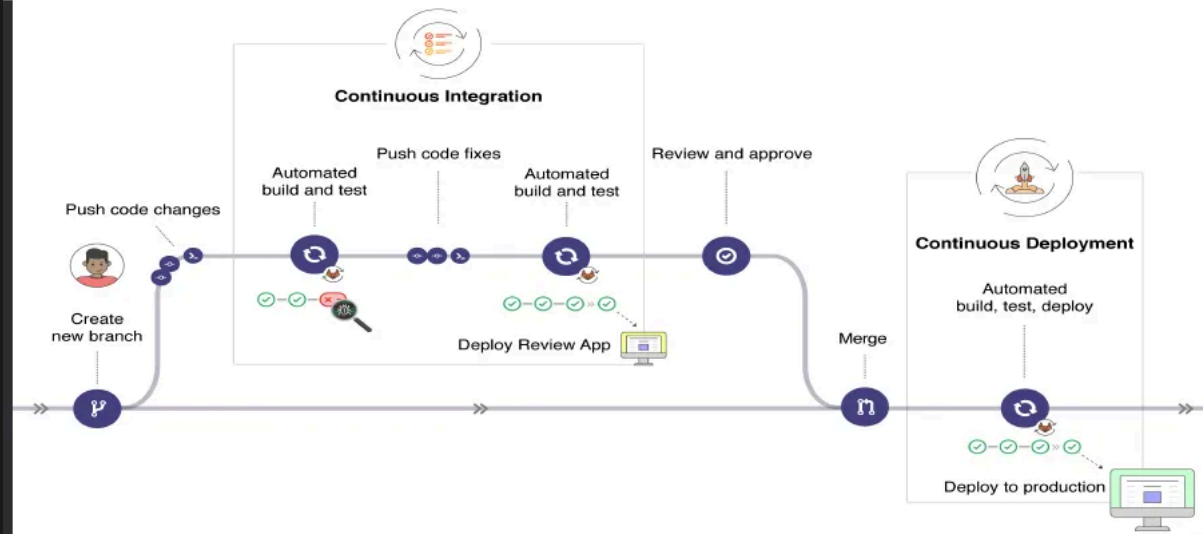 Continuous Integration
Push code fixes
Review and approve
Automated
build and test
Automated
build and test
Push code changes
Continuous Deployment
Automated
build, test, deploy
Create
new branch
Deploy Review App
Merge
Deploy to production